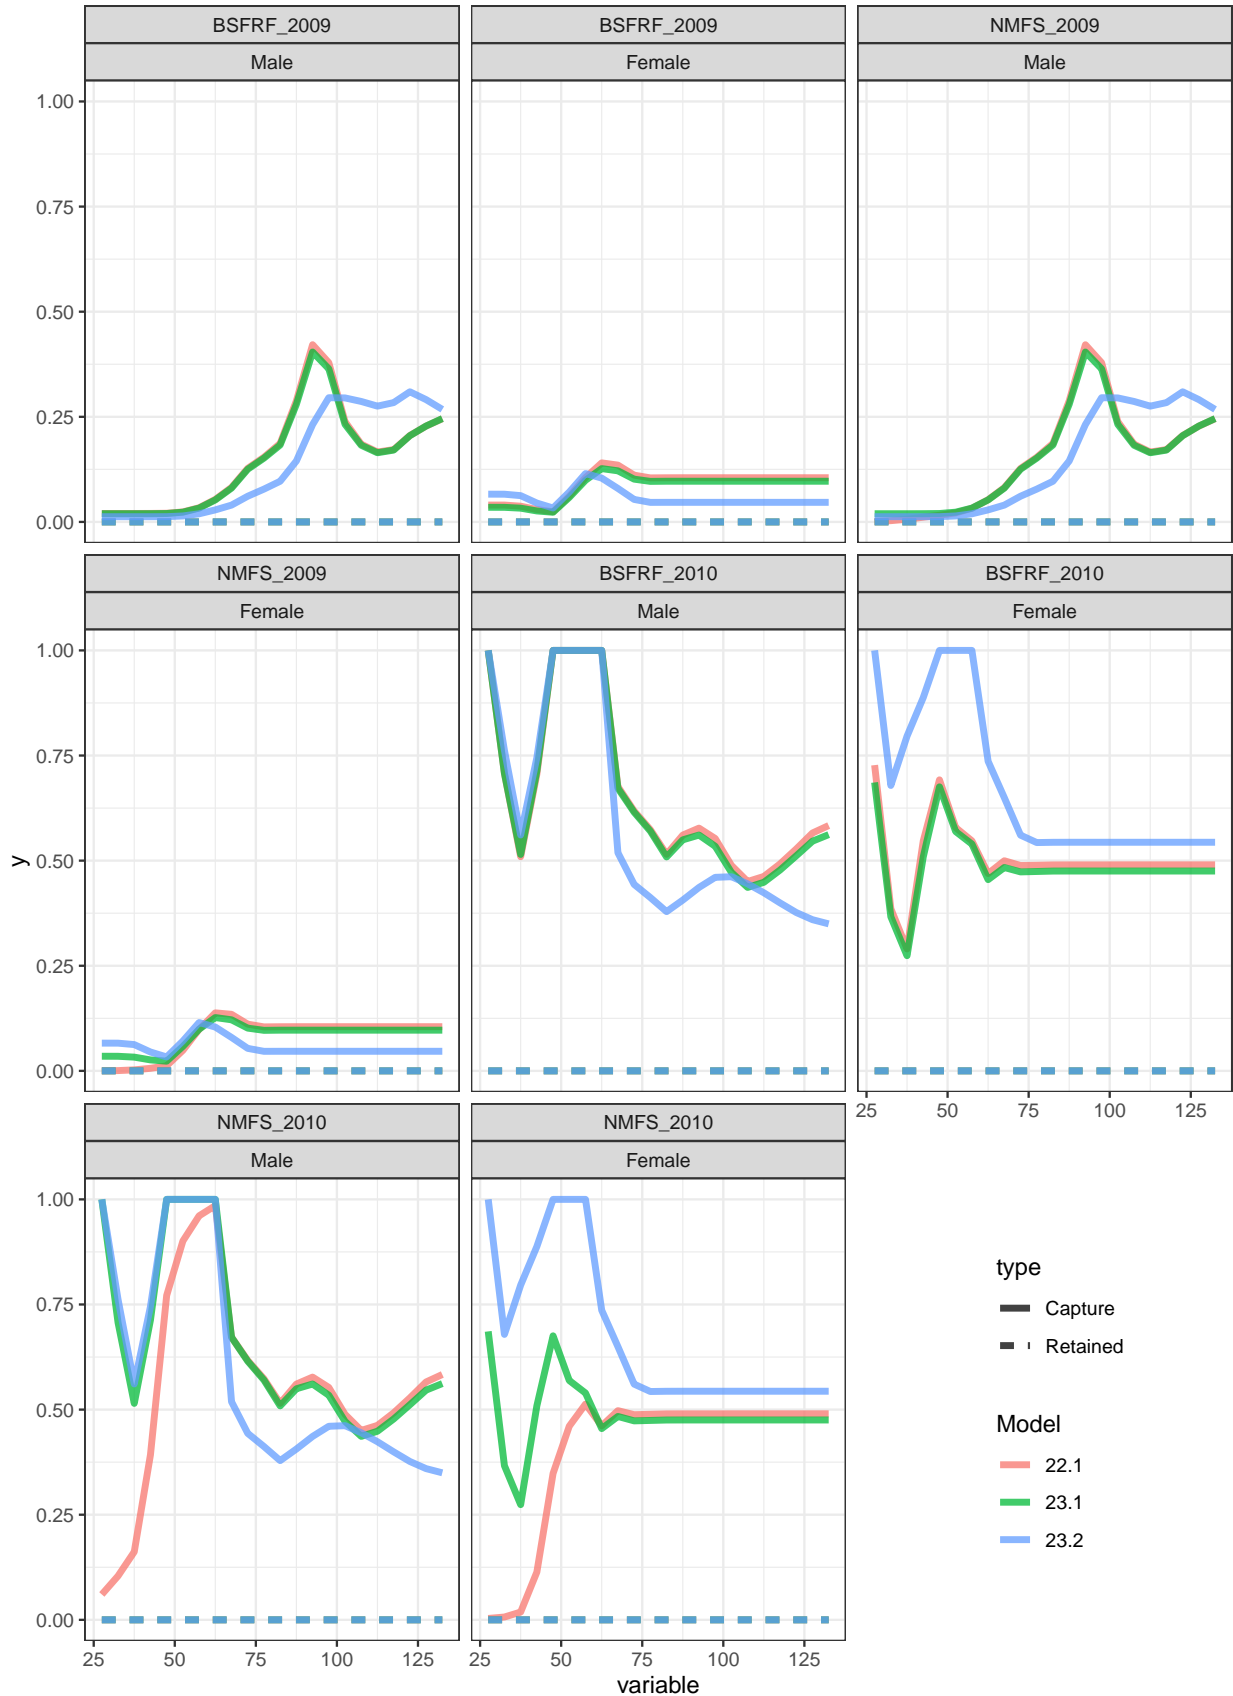 BSFRF_2009
Male
BSFRF_2009
Female
NMFS_2009
Male
1.00
0.75
0.50
0.25
0.00
NMFS_2009
Female
BSFRF_2010
Male
BSFRF_2010
Female
1.00
0.75
0.50
0.25
0.00
y
25 50 75 100 125
NMFS_2010
Male
NMFS_2010
Female
1.00
0.75
0.50
0.25
0.00
25 50 75 100 125
25 50 75 100 125
variable
type
Capture
Retained
Model
22.1
23.1
23.2